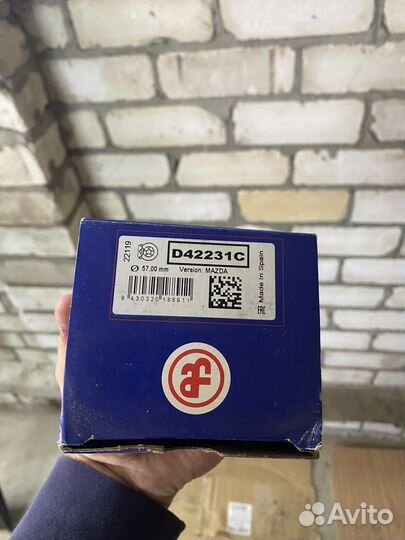 22119
D42231C
Ø 57,00 mm Version: MAZDA
8 430320 188911
Made In Spain
EAC
Avito